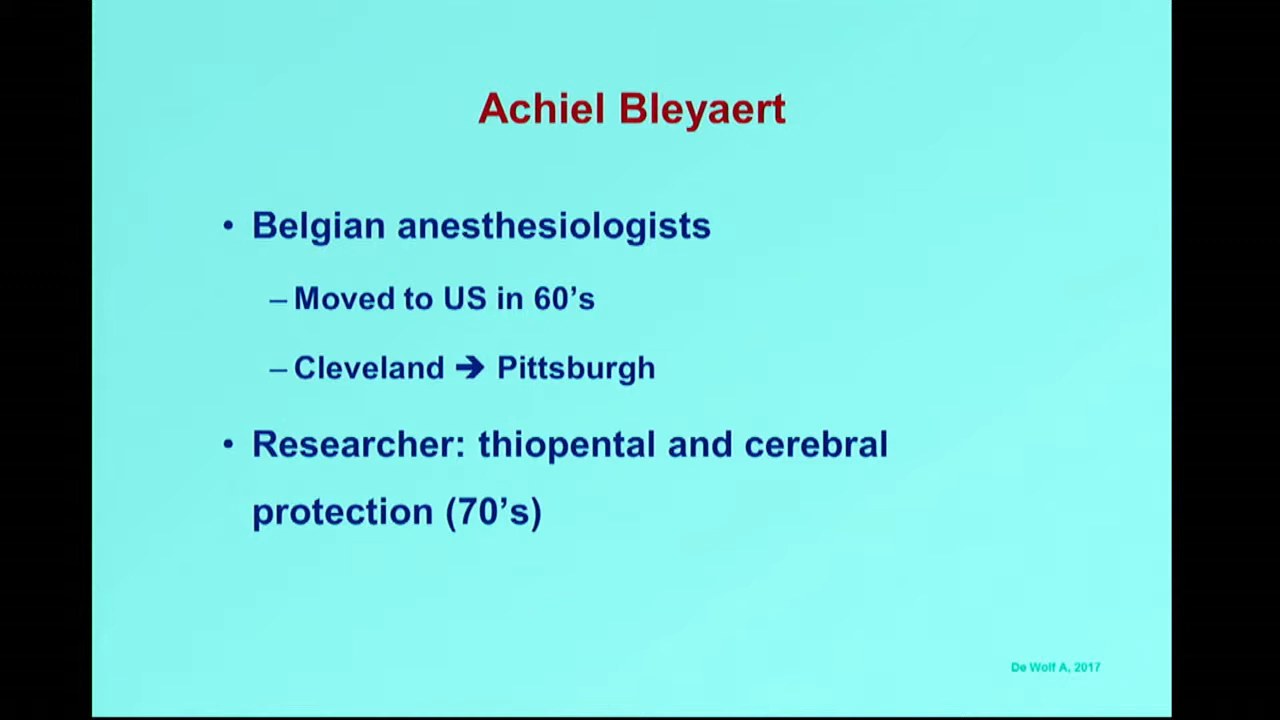 Achiel Bleyaert
• Belgian anesthesiologists
– Moved to US in 60’s
– Cleveland ➔ Pittsburgh
• Researcher: thiopental and cerebral
protection (70’s)
De Wolf A, 2017